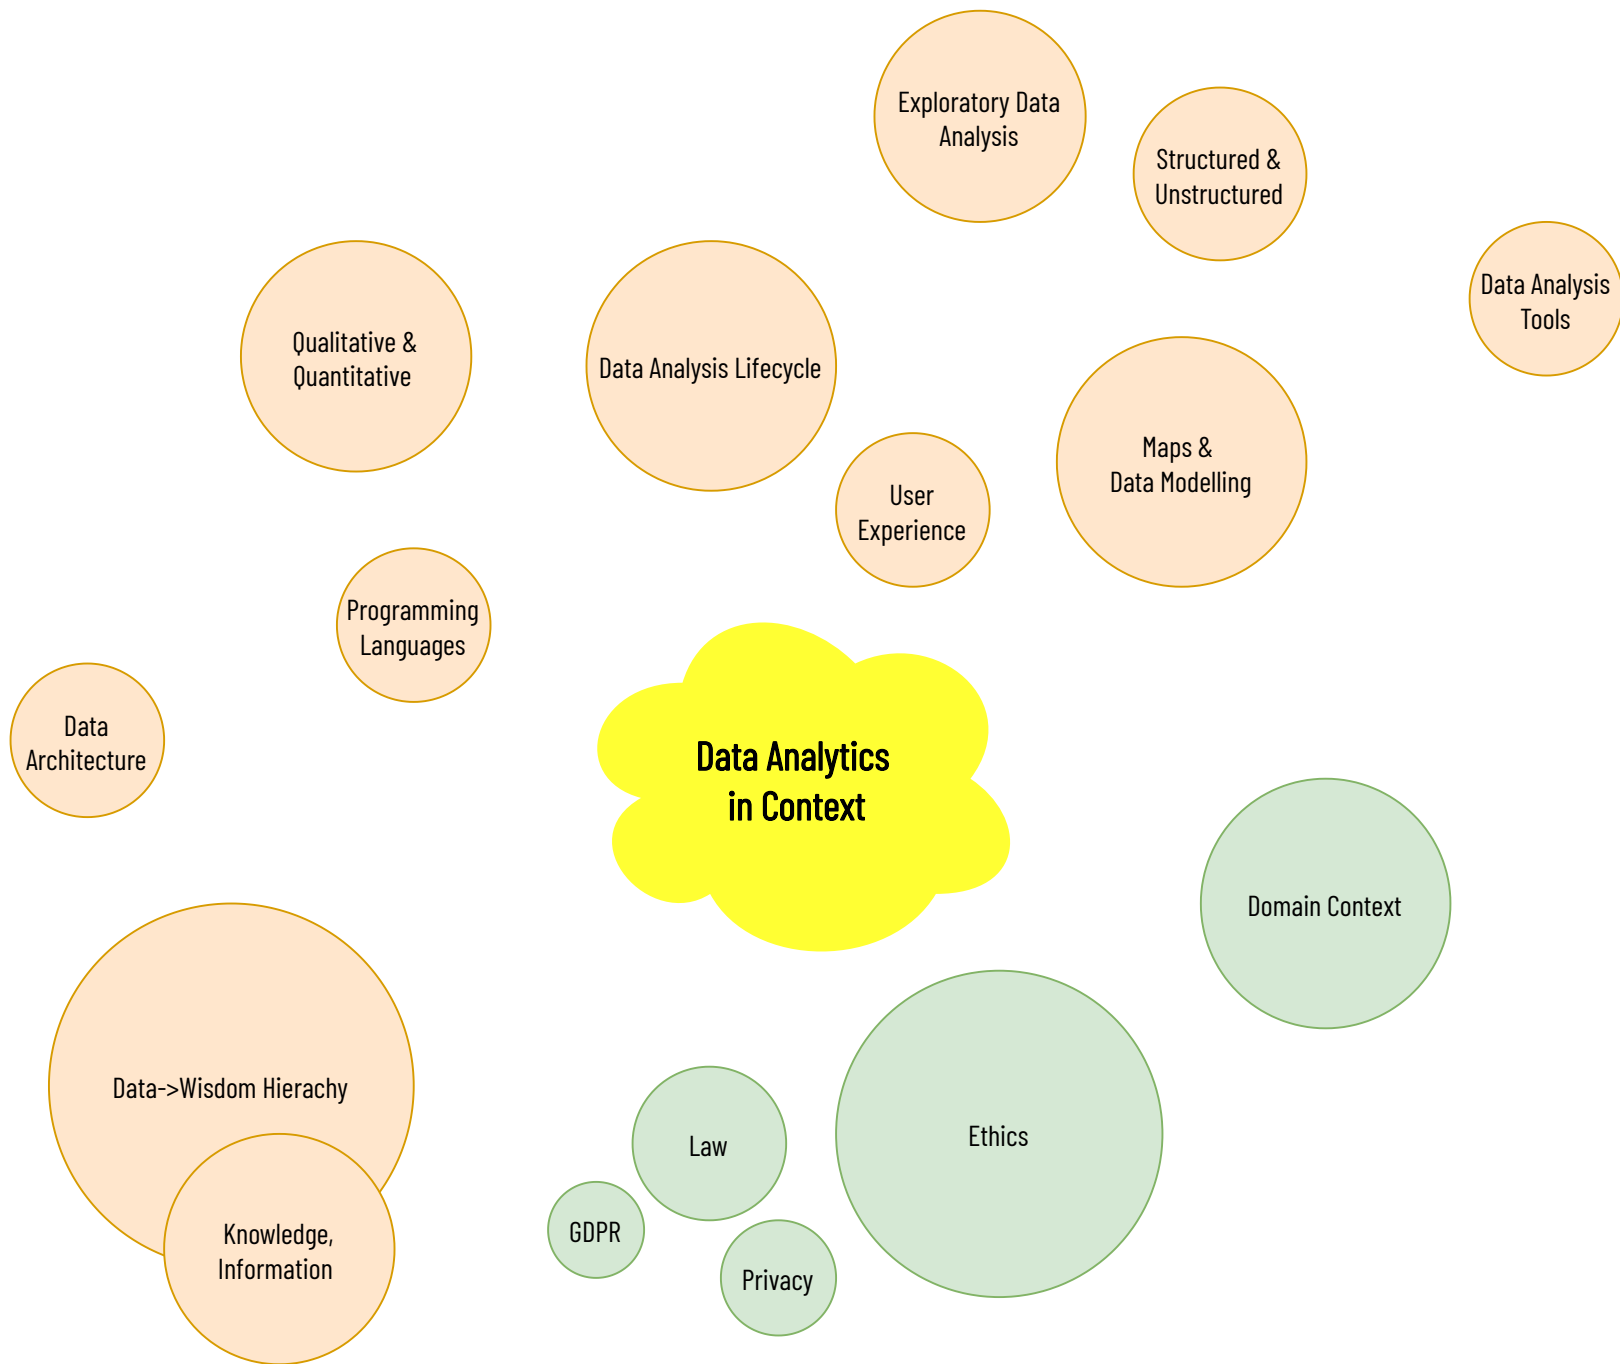 Exploratory Data
Analysis
Structured &
Unstructured
Data Analysis
Tools
Qualitative &
Quantitative
Data Analysis Lifecycle
Maps &
Data Modelling
User
Experience
Programming
Languages
Data
Architecture
Data Analytics
in Context
Domain Context
Data->Wisdom Hierachy
Ethics
Law
Knowledge,
Information
GDPR
Privacy